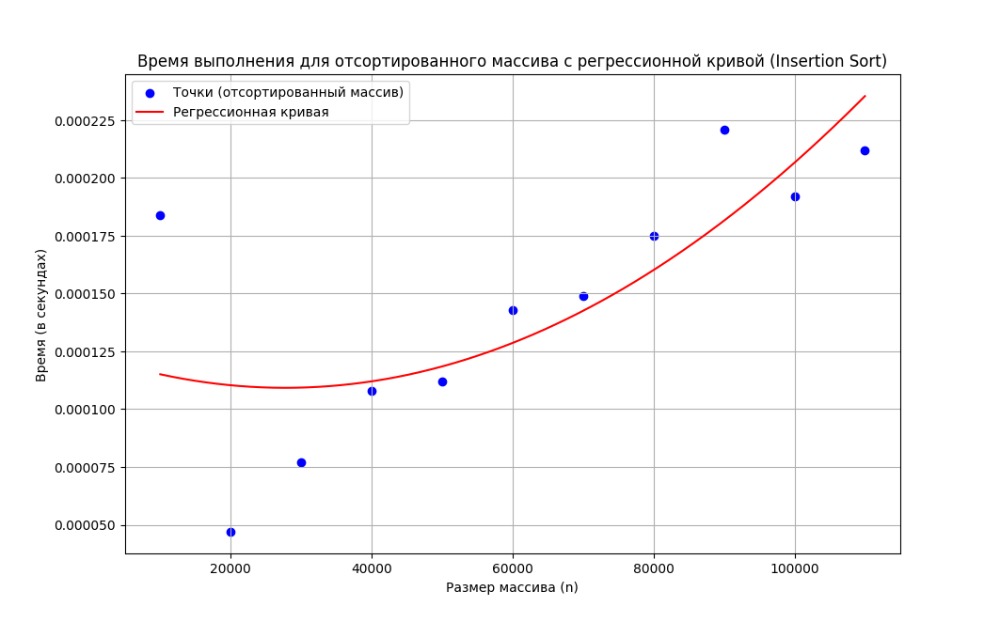 Время выполнения для отсортированного массива с регрессионной кривой (Insertion Sort)
Точки (отсортированный массив)
Регрессионная кривая
0.000225
0.000200
0.000175
0.000150
0.000125
0.000100
0.000075
0.000050
Время (в секундах)
20000
40000
60000
80000
100000
Размер массива (n)